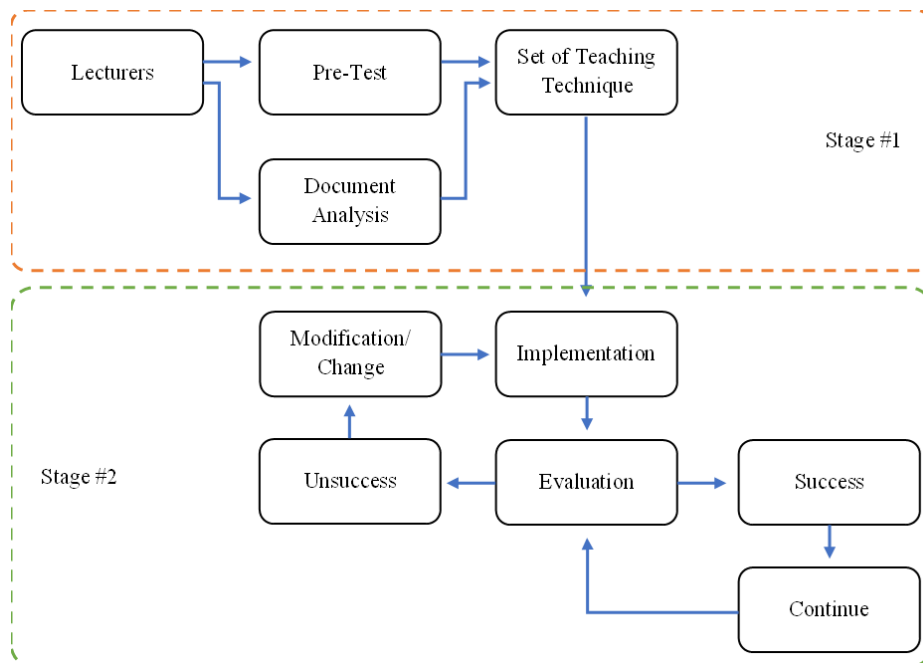 Lecturers
Pre-Test
Set of Teaching
Technique
Stage #1
Document
Analysis
Modification/
Change
Implementation
Stage #2
Unsuccess
Evaluation
Success
Continue